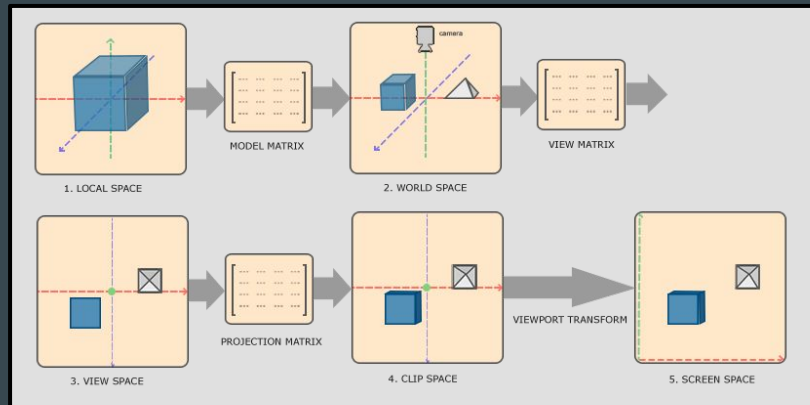 camera
MODEL MATRIX
VIEW MATRIX
1. LOCAL SPACE
2. WORLD SPACE
PROJECTION MATRIX
VIEWPORT TRANSFORM
3. VIEW SPACE
4. CLIP SPACE
5. SCREEN SPACE